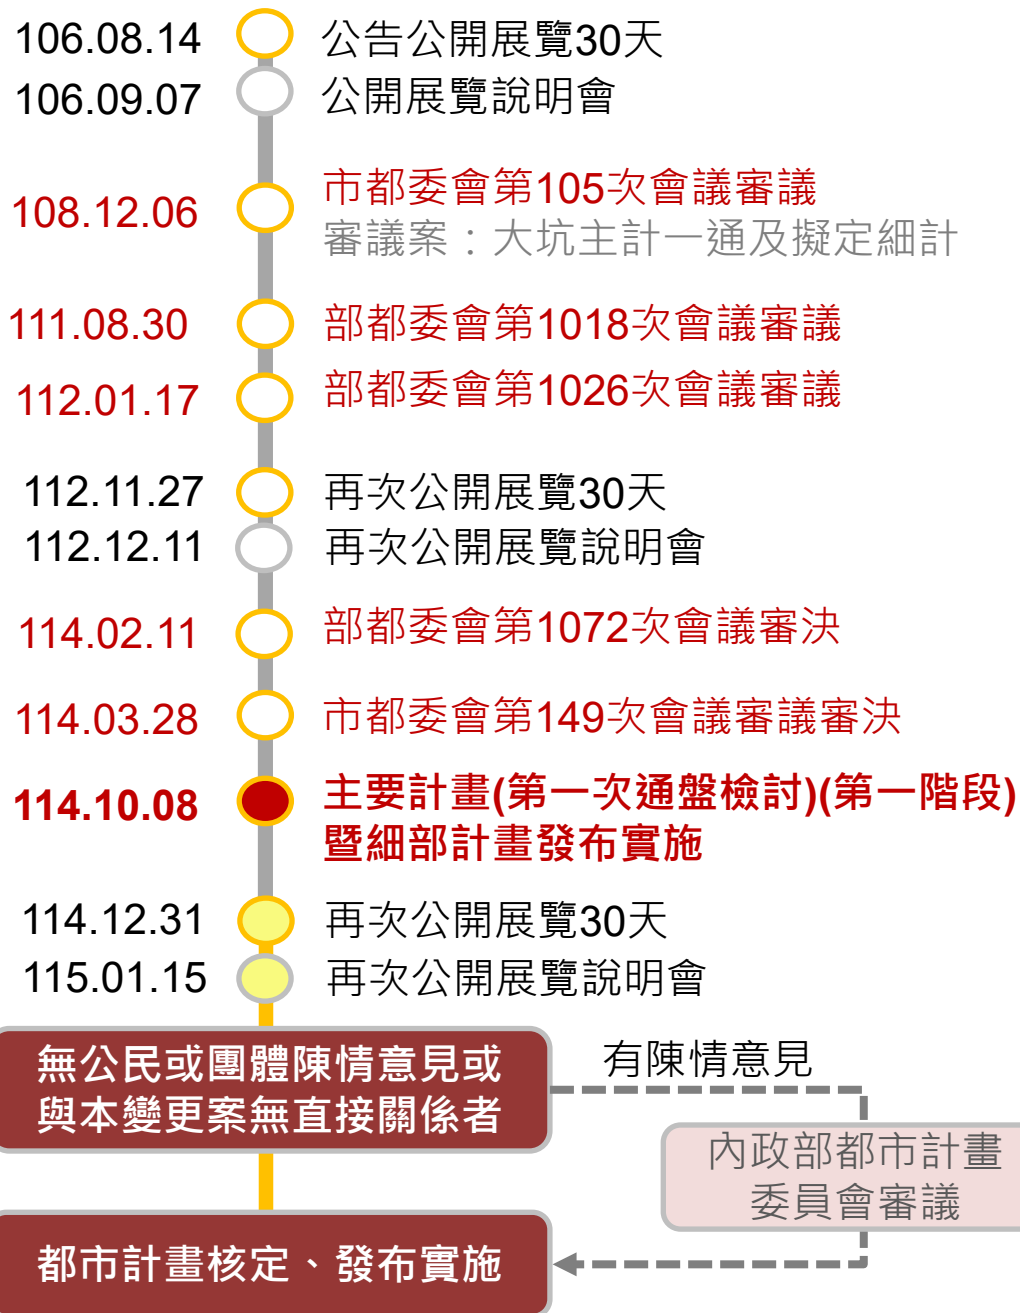 106.08.14 公告公開展覽30天
106.09.07 公開展覽說明會
108.12.06 市都委會第105次會議審議
審議案：大坑主計一通及擬定細計
111.08.30 部都委會第1018次會議審議
112.01.17 部都委會第1026次會議審議
112.11.27 再次公開展覽30天
112.12.11 再次公開展覽說明會
114.02.11 部都委會第1072次會議審決
114.03.28 市都委會第149次會議審議審決
114.10.08 主要計畫(第一次通盤檢討)(第一階段)
暨細部計畫發布實施
114.12.31 再次公開展覽30天
115.01.15 再次公開展覽說明會
無公民或團體陳情意見或
與本變更案無直接關係者
有陳情意見
內政部都市計畫
委員會審議
都市計畫核定、發布實施